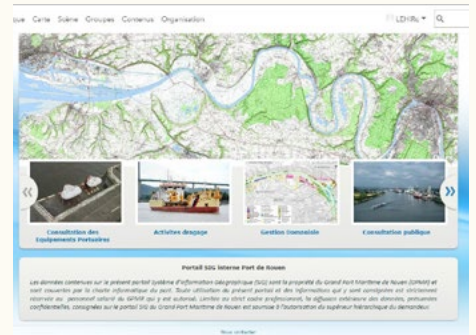 que Carte Scène Groupes Contenus Organisation
Consultation des
Equipements Portuaires
Activités dragage
Gestion Domaniale
Consultation publique
Portail SIG interne Port de Rouen
Les données contenues sur le présent portail Système d'Information Géographique (SIG) sont la propriété du Grand Port Maritime de Rouen (GPMR) et
sont couvertes par la charte informatique du port. Toute utilisation du présent portail et des informations qui y sont consignées est strictement
réservée au personnel salarié du GPMR qui y est autorisé. Limitée au strict cadre professionnel, la diffusion extérieure des données, présumées
confidentielles, consignées sur le portail SIG du Grand Port Maritime de Rouen est soumise à l'autorisation du supérieur hiérarchique du demandeur.
Nous contacter